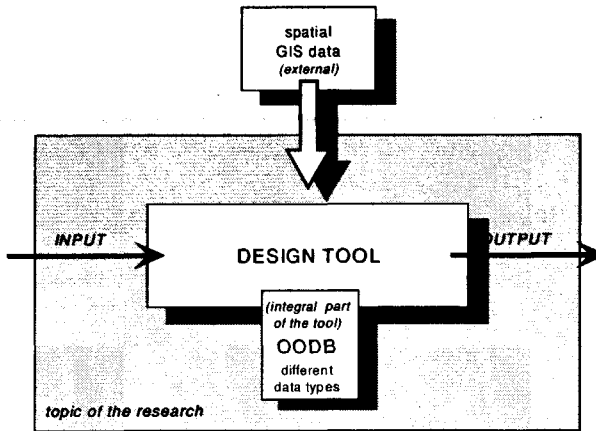 spatial
GIS data
(external)
INPUT
DESIGN TOOL
OUTPUT
(integral part
of the tool)
OODB
different
data types
topic of the research